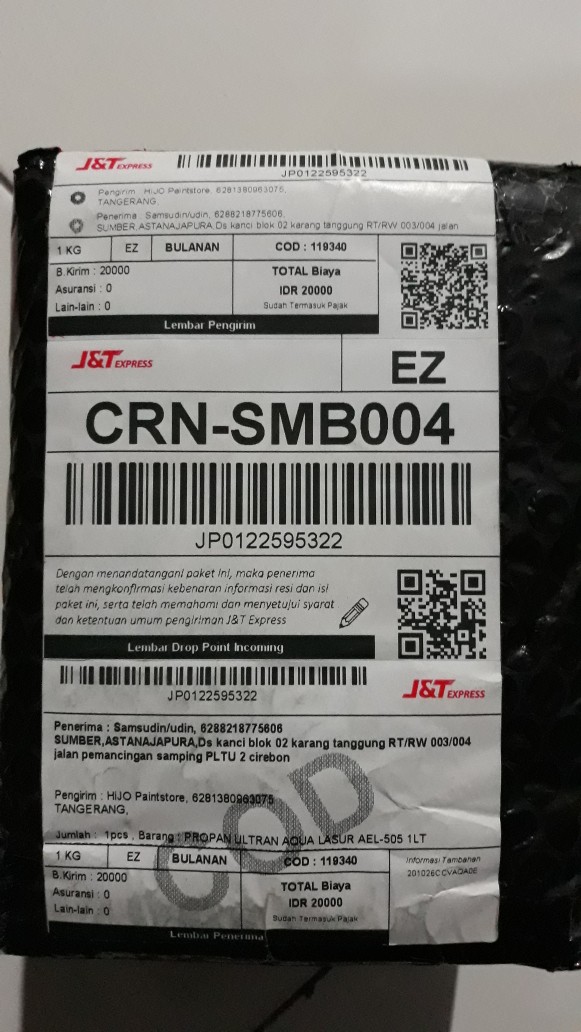 J&T EXPRESS
JP0122595322
Pengirim : HIJO Paintstore, 6281380963075,
TANGERANG,
Penerima : Samsudin/udin, 6288218775606,
SUMBER,ASTANAJAPURA,Ds kanci blok 02 karang tanggung RT/RW 003/004 jalan
1 KG EZ BULANAN COD : 119340
B.Kirim : 20000
Asuransi : 0
Lain-lain : 0
TOTAL Biaya
IDR 20000
Sudah Termasuk Pajak
Lembar Pengirim
J&T EXPRESS
EZ
CRN-SMB004
JP0122595322
Dengan menandatangani paket ini, maka penerima
telah mengkonfirmasi kebenaran informasi resi dan isi
paket ini, serta telah memahami dan menyetujui syarat
dan ketentuan umum pengiriman J&T Express
Lembar Drop Point Incoming
JP0122595322
J&T EXPRESS
Penerima : Samsudin/udin, 6288218775606
SUMBER,ASTANAJAPURA,Ds kanci blok 02 karang tanggung RT/RW 003/004
jalan pemancingan samping PLTU 2 cirebon
Pengirim : HIJO Paintstore, 6281380963075
TANGERANG,
COD
Jumlah : 1pcs, Barang : PROPAN ULTRAN AQUA LASUR AEL-505 1LT
1 KG EZ BULANAN COD : 119340
B.Kirim : 20000
Asuransi : 0
Lain-lain : 0
TOTAL Biaya
IDR 20000
Sudah Termasuk Pajak
Informasi Tambahan
Lembar Penerima